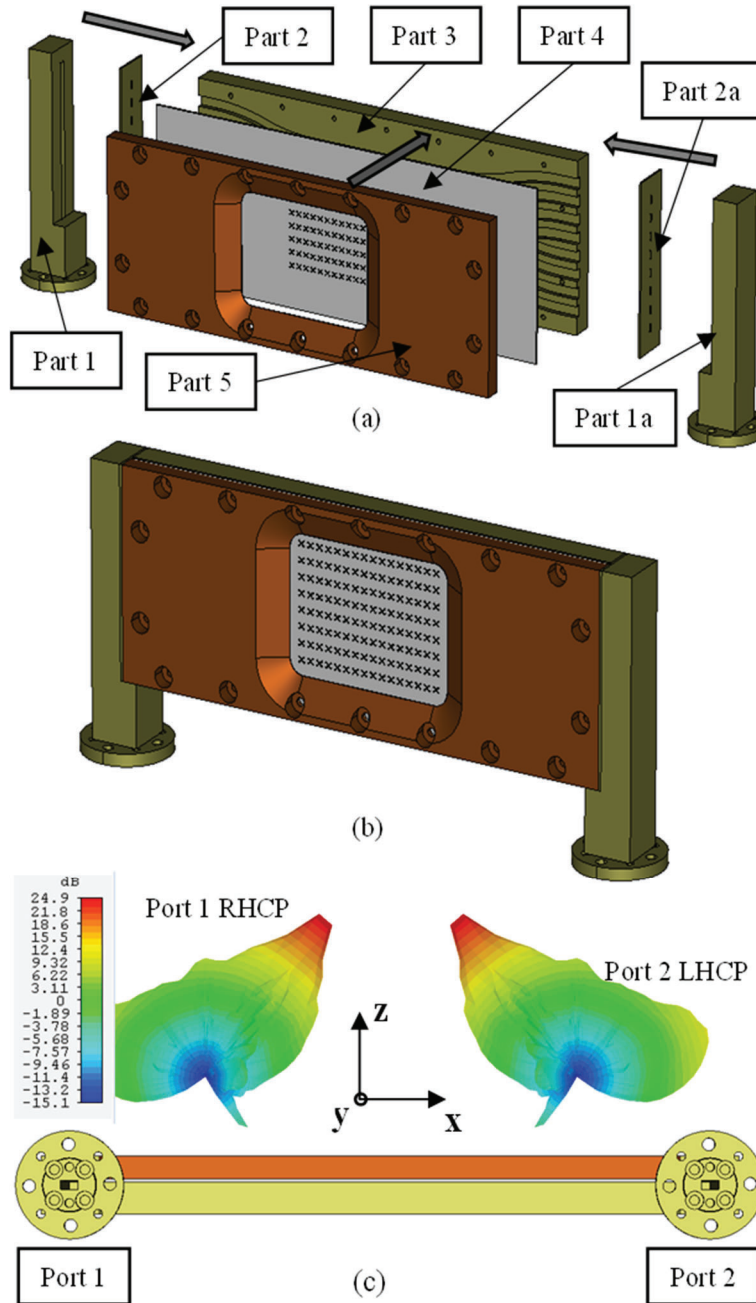 Part 2
Part 3
Part 4
Part 2a
Part 1
Part 5
Part 1a
(a)
(b)
dB
24.9
21.8
18.6
15.5
12.4
9.32
6.22
3.11
0
-1.89
-3.78
-5.68
-7.57
-9.46
-11.4
-13.2
-15.1
Port 1 RHCP
Port 2 LHCP
z
y
x
Port 1
Port 2
(c)